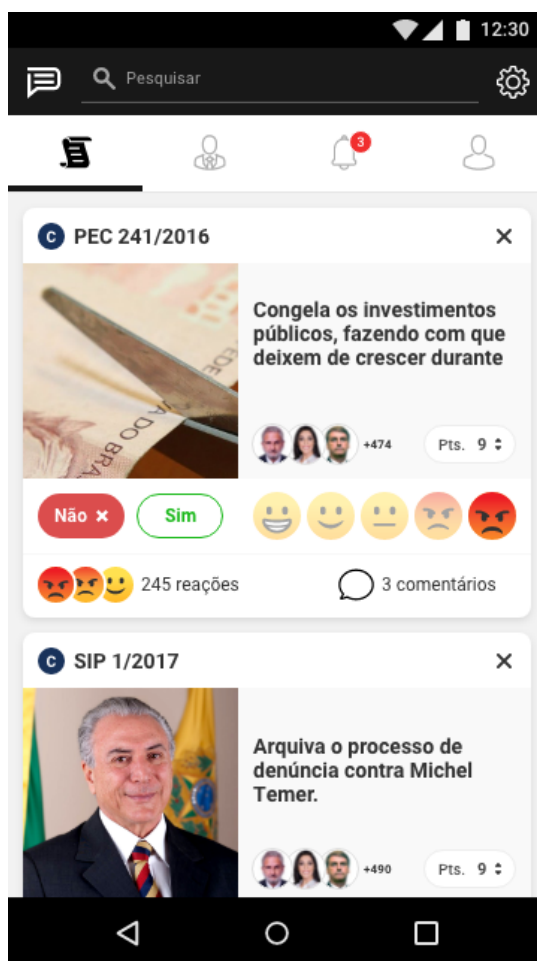 12:30
Pesquisar
3
C PEC 241/2016
Congela os investimentos
públicos, fazendo com que
deixem de crescer durante
+474
Pts. 9
Não
Sim
245 reações
3 comentários
C SIP 1/2017
Arquiva o processo de
denúncia contra Michel
Temer.
+490
Pts. 9